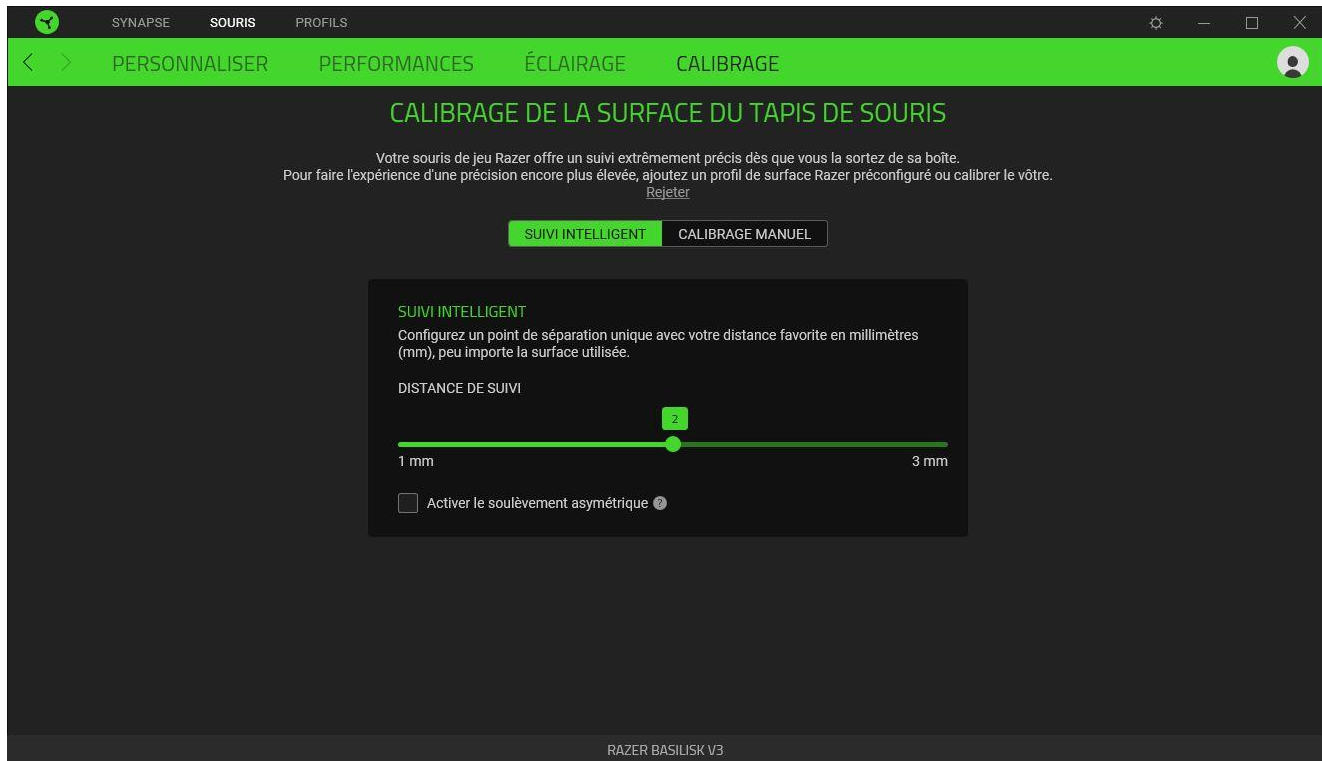 SYNAPSE SOURIS PROFILS
PERSONNALISER PERFORMANCES ÉCLAIRAGE CALIBRAGE
CALIBRAGE DE LA SURFACE DU TAPIS DE SOURIS
Votre souris de jeu Razer offre un suivi extrêmement précis dès que vous la sortez de sa boîte.
Pour faire l'expérience d'une précision encore plus élevée, ajoutez un profil de surface Razer préconfiguré ou calibrer le vôtre.
Rejeter
SUIVI INTELLIGENT CALIBRAGE MANUEL
SUIVI INTELLIGENT
Configurez un point de séparation unique avec votre distance favorite en millimètres
(mm), peu importe la surface utilisée.
DISTANCE DE SUIVI
2
1 mm 3 mm
Activer le soulèvement asymétrique ?
RAZER BASILISK V3